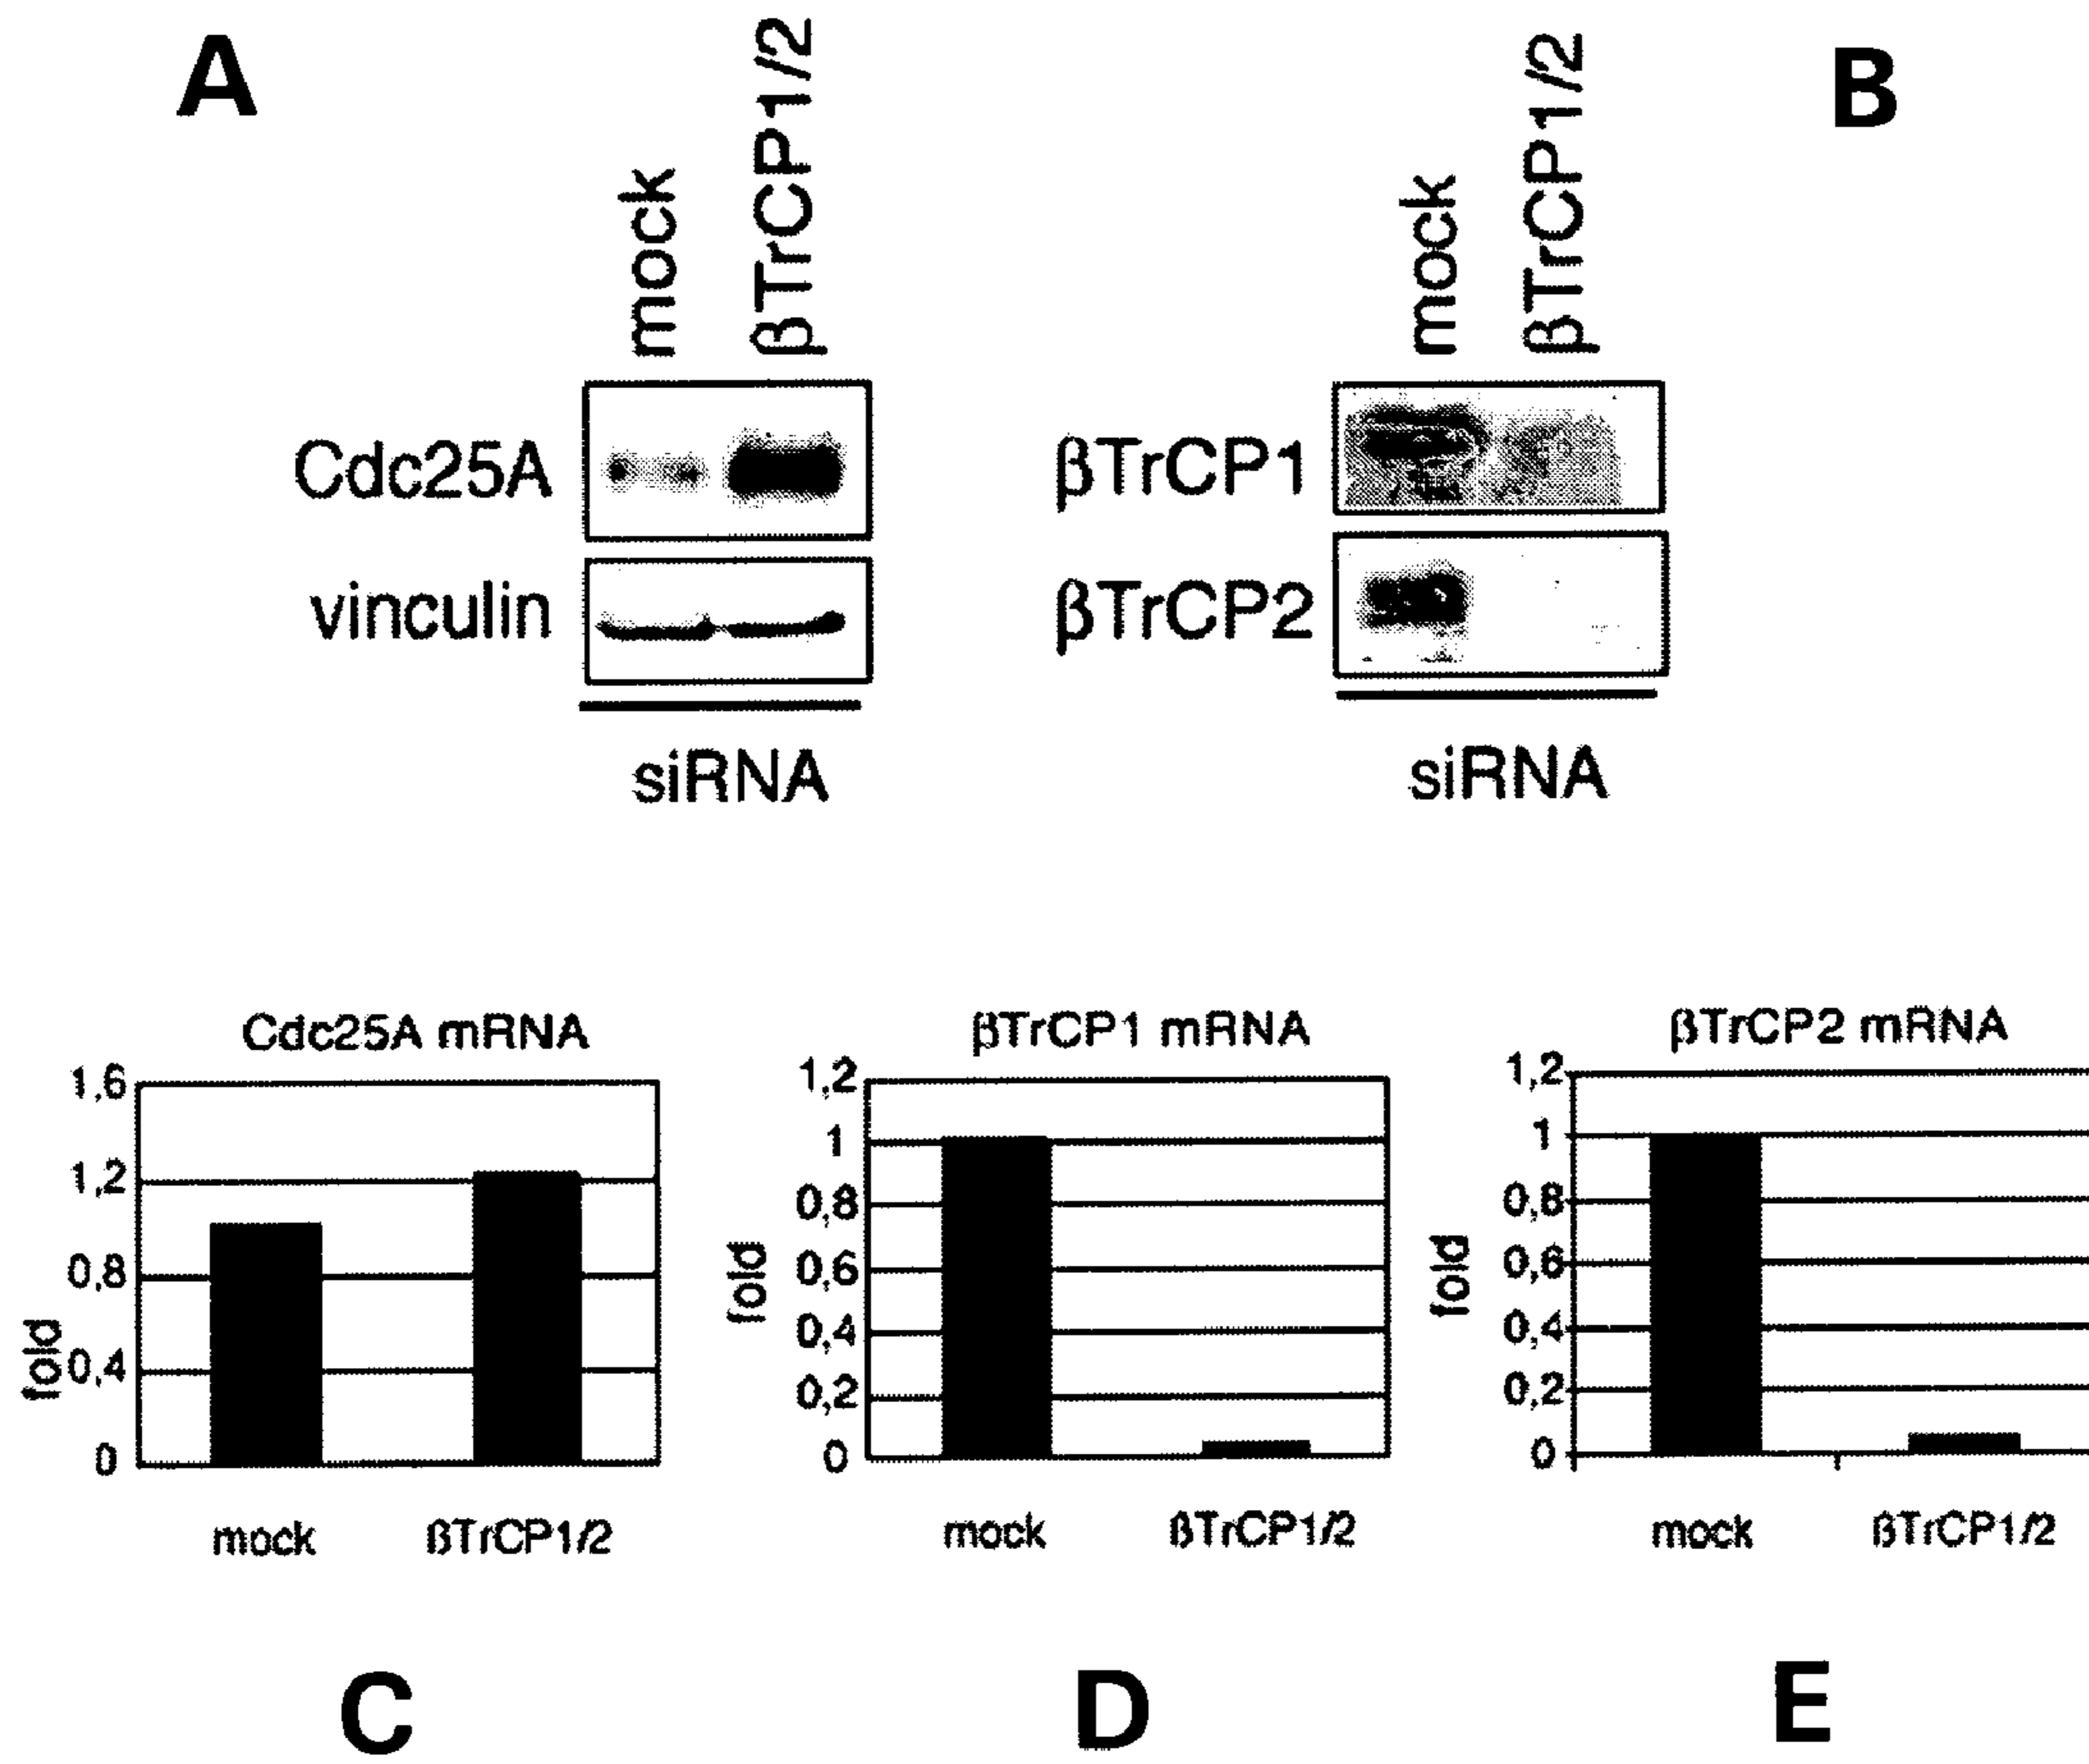 A
B
mock
βTrCP1/2
mock
βTrCP1/2
Cdc25A
βTrCP1
vinculin
βTrCP2
siRNA
siRNA
Cdc25A mRNA
1,6
1,2
0,8
0,4
0
fold
mock
βTrCP1/2
βTrCP1 mRNA
1,2
1
0,8
0,6
0,4
0,2
0
fold
mock
βTrCP1/2
βTrCP2 mRNA
1,2
1
0,8
0,6
0,4
0,2
0
fold
mock
βTrCP1/2
C
D
E